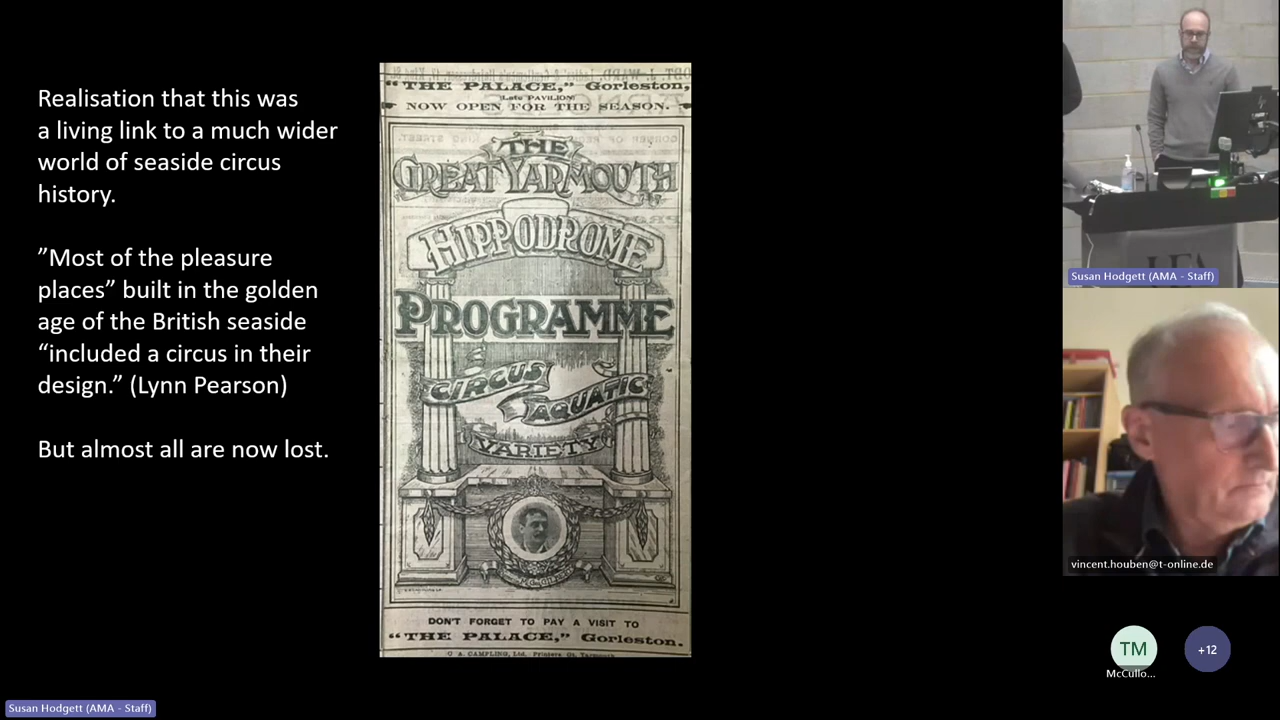 Realisation that this was
a living link to a much wider
world of seaside circus
history.
”Most of the pleasure
places” built in the golden
age of the British seaside
“included a circus in their
design.” (Lynn Pearson)
But almost all are now lost.
“THE PALACE,” Gorleston,
(Late PAVILION)
NOW OPEN FOR THE SEASON.
THE
GREAT YARMOUTH
HIPPODROME
PROGRAMME
CIRCUS
AQUATIC
VARIETY
DON'T FORGET TO PAY A VISIT TO
“THE PALACE,” Gorleston.
Susan Hodgett (AMA - Staff)
vincent.houben@t-online.de
TM
McCullo...
+12
Susan Hodgett (AMA - Staff)